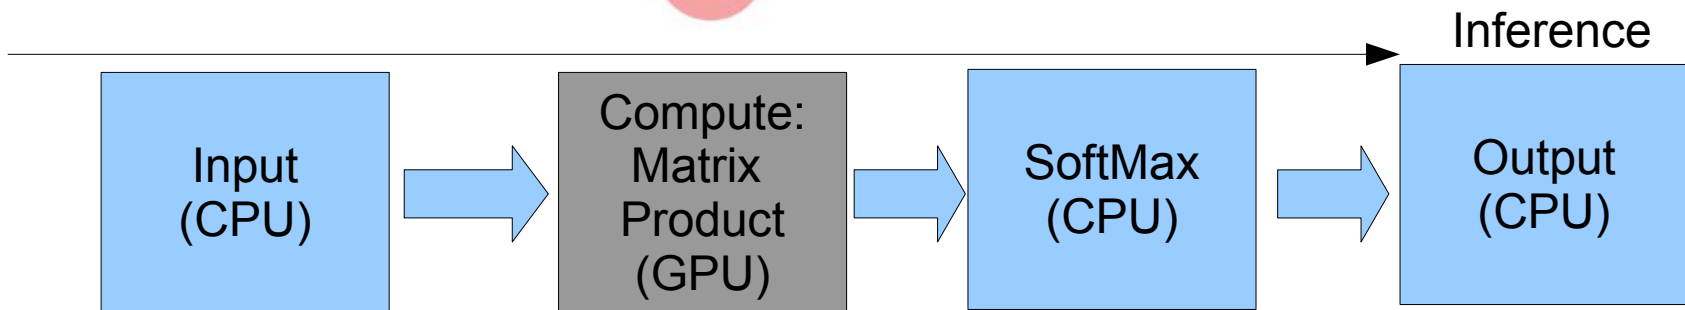 Inference
Input
(CPU)
Compute:
Matrix
Product
(GPU)
SoftMax
(CPU)
Output
(CPU)